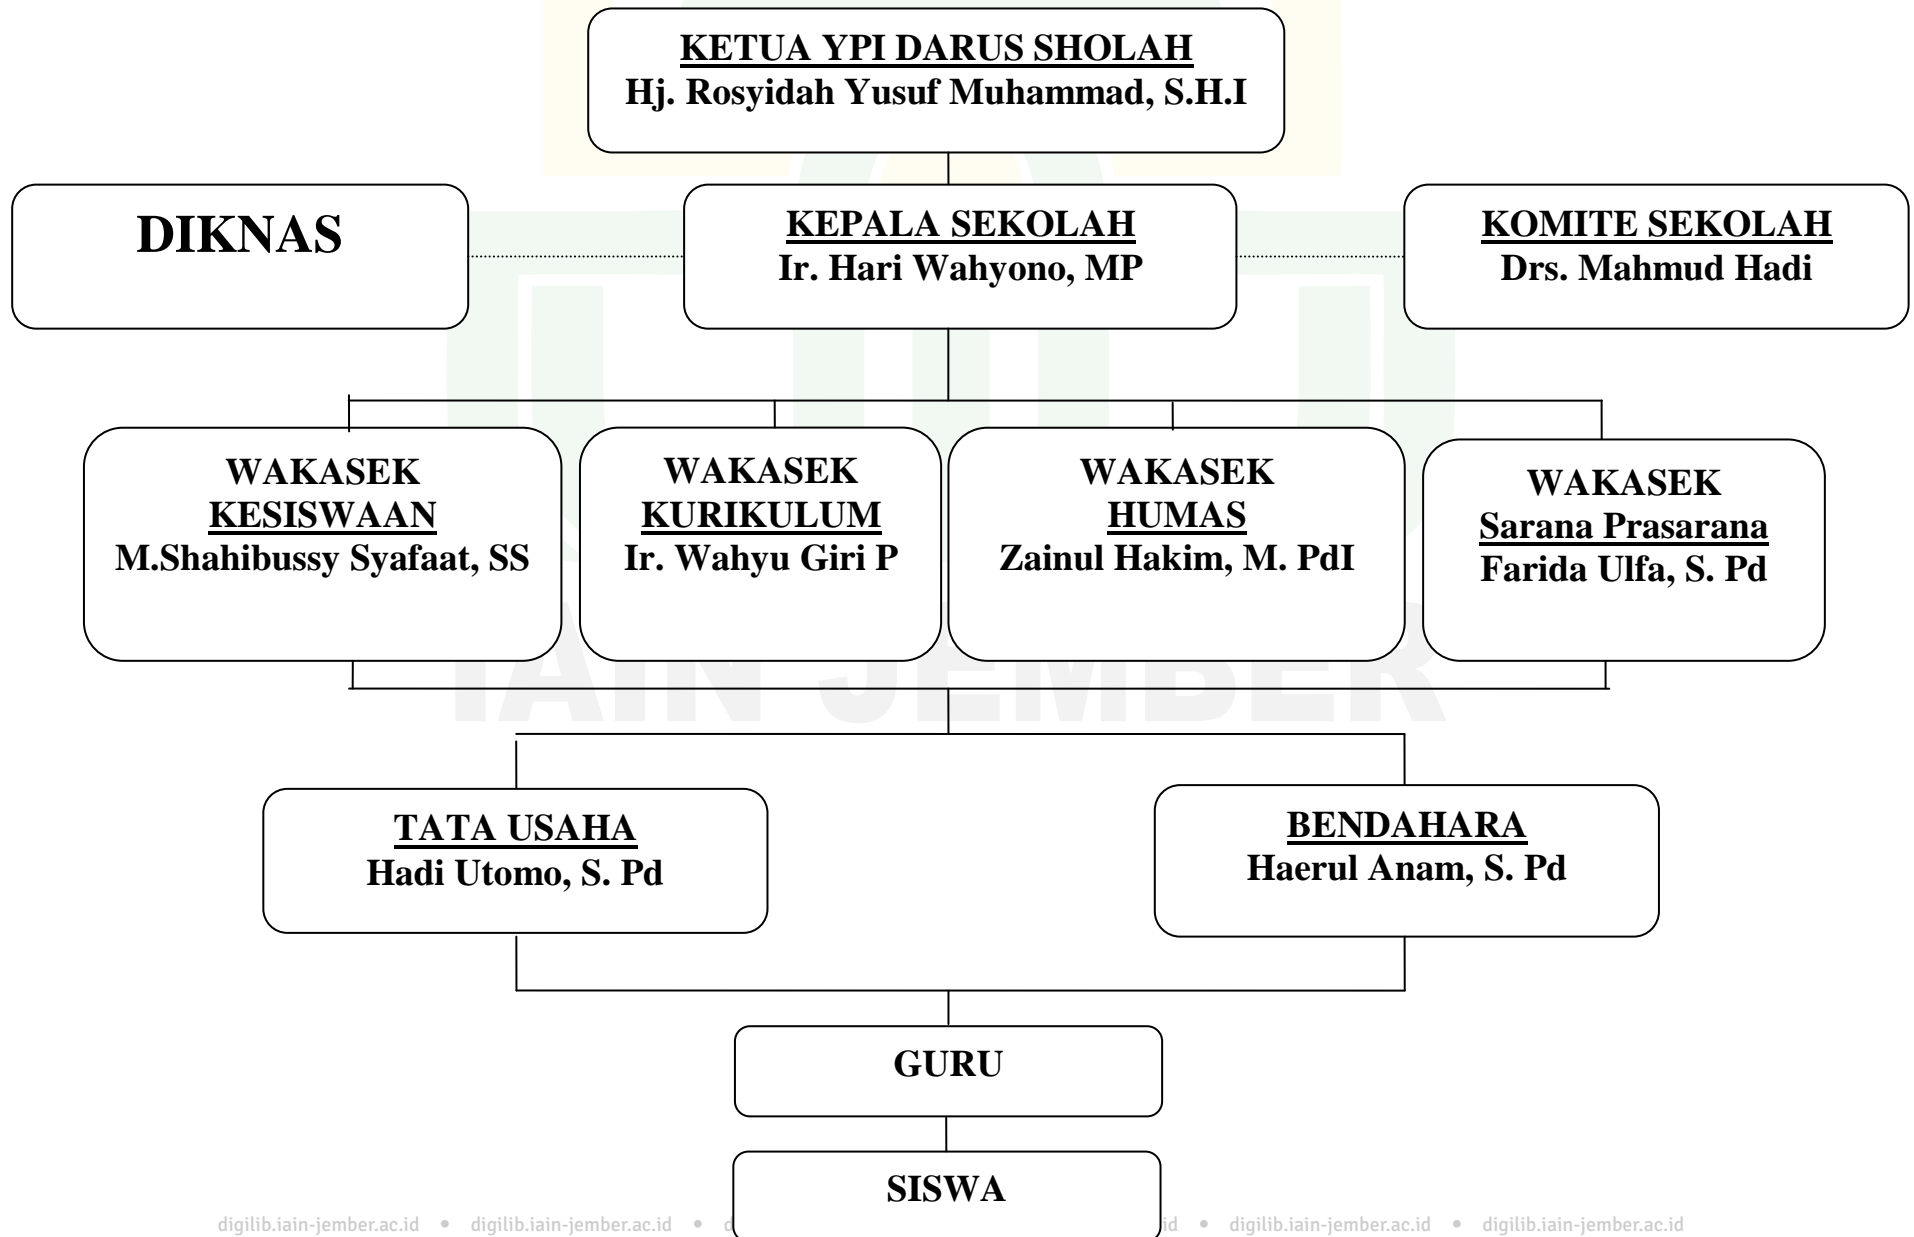 KETUA YPI DARUS SHOLAH
Hj. Rosyidah Yusuf Muhammad, S.H.I
DIKNAS
KEPALA SEKOLAH
Ir. Hari Wahyono, MP
KOMITE SEKOLAH
Drs. Mahmud Hadi
WAKASEK
KESISWAAN
M.Shahibussy Syafaat, SS
WAKASEK
KURIKULUM
Ir. Wahyu Giri P
WAKASEK
HUMAS
Zainul Hakim, M. PdI
WAKASEK
Sarana Prasarana
Farida Ulfa, S. Pd
IAIN JEMBER
TATA USAHA
Hadi Utomo, S. Pd
BENDAHARA
Haerul Anam, S. Pd
GURU
SISWA
digilib.iain-jember.ac.id • digilib.iain-jember.ac.id • d id • digilib.iain-jember.ac.id • digilib.iain-jember.ac.id